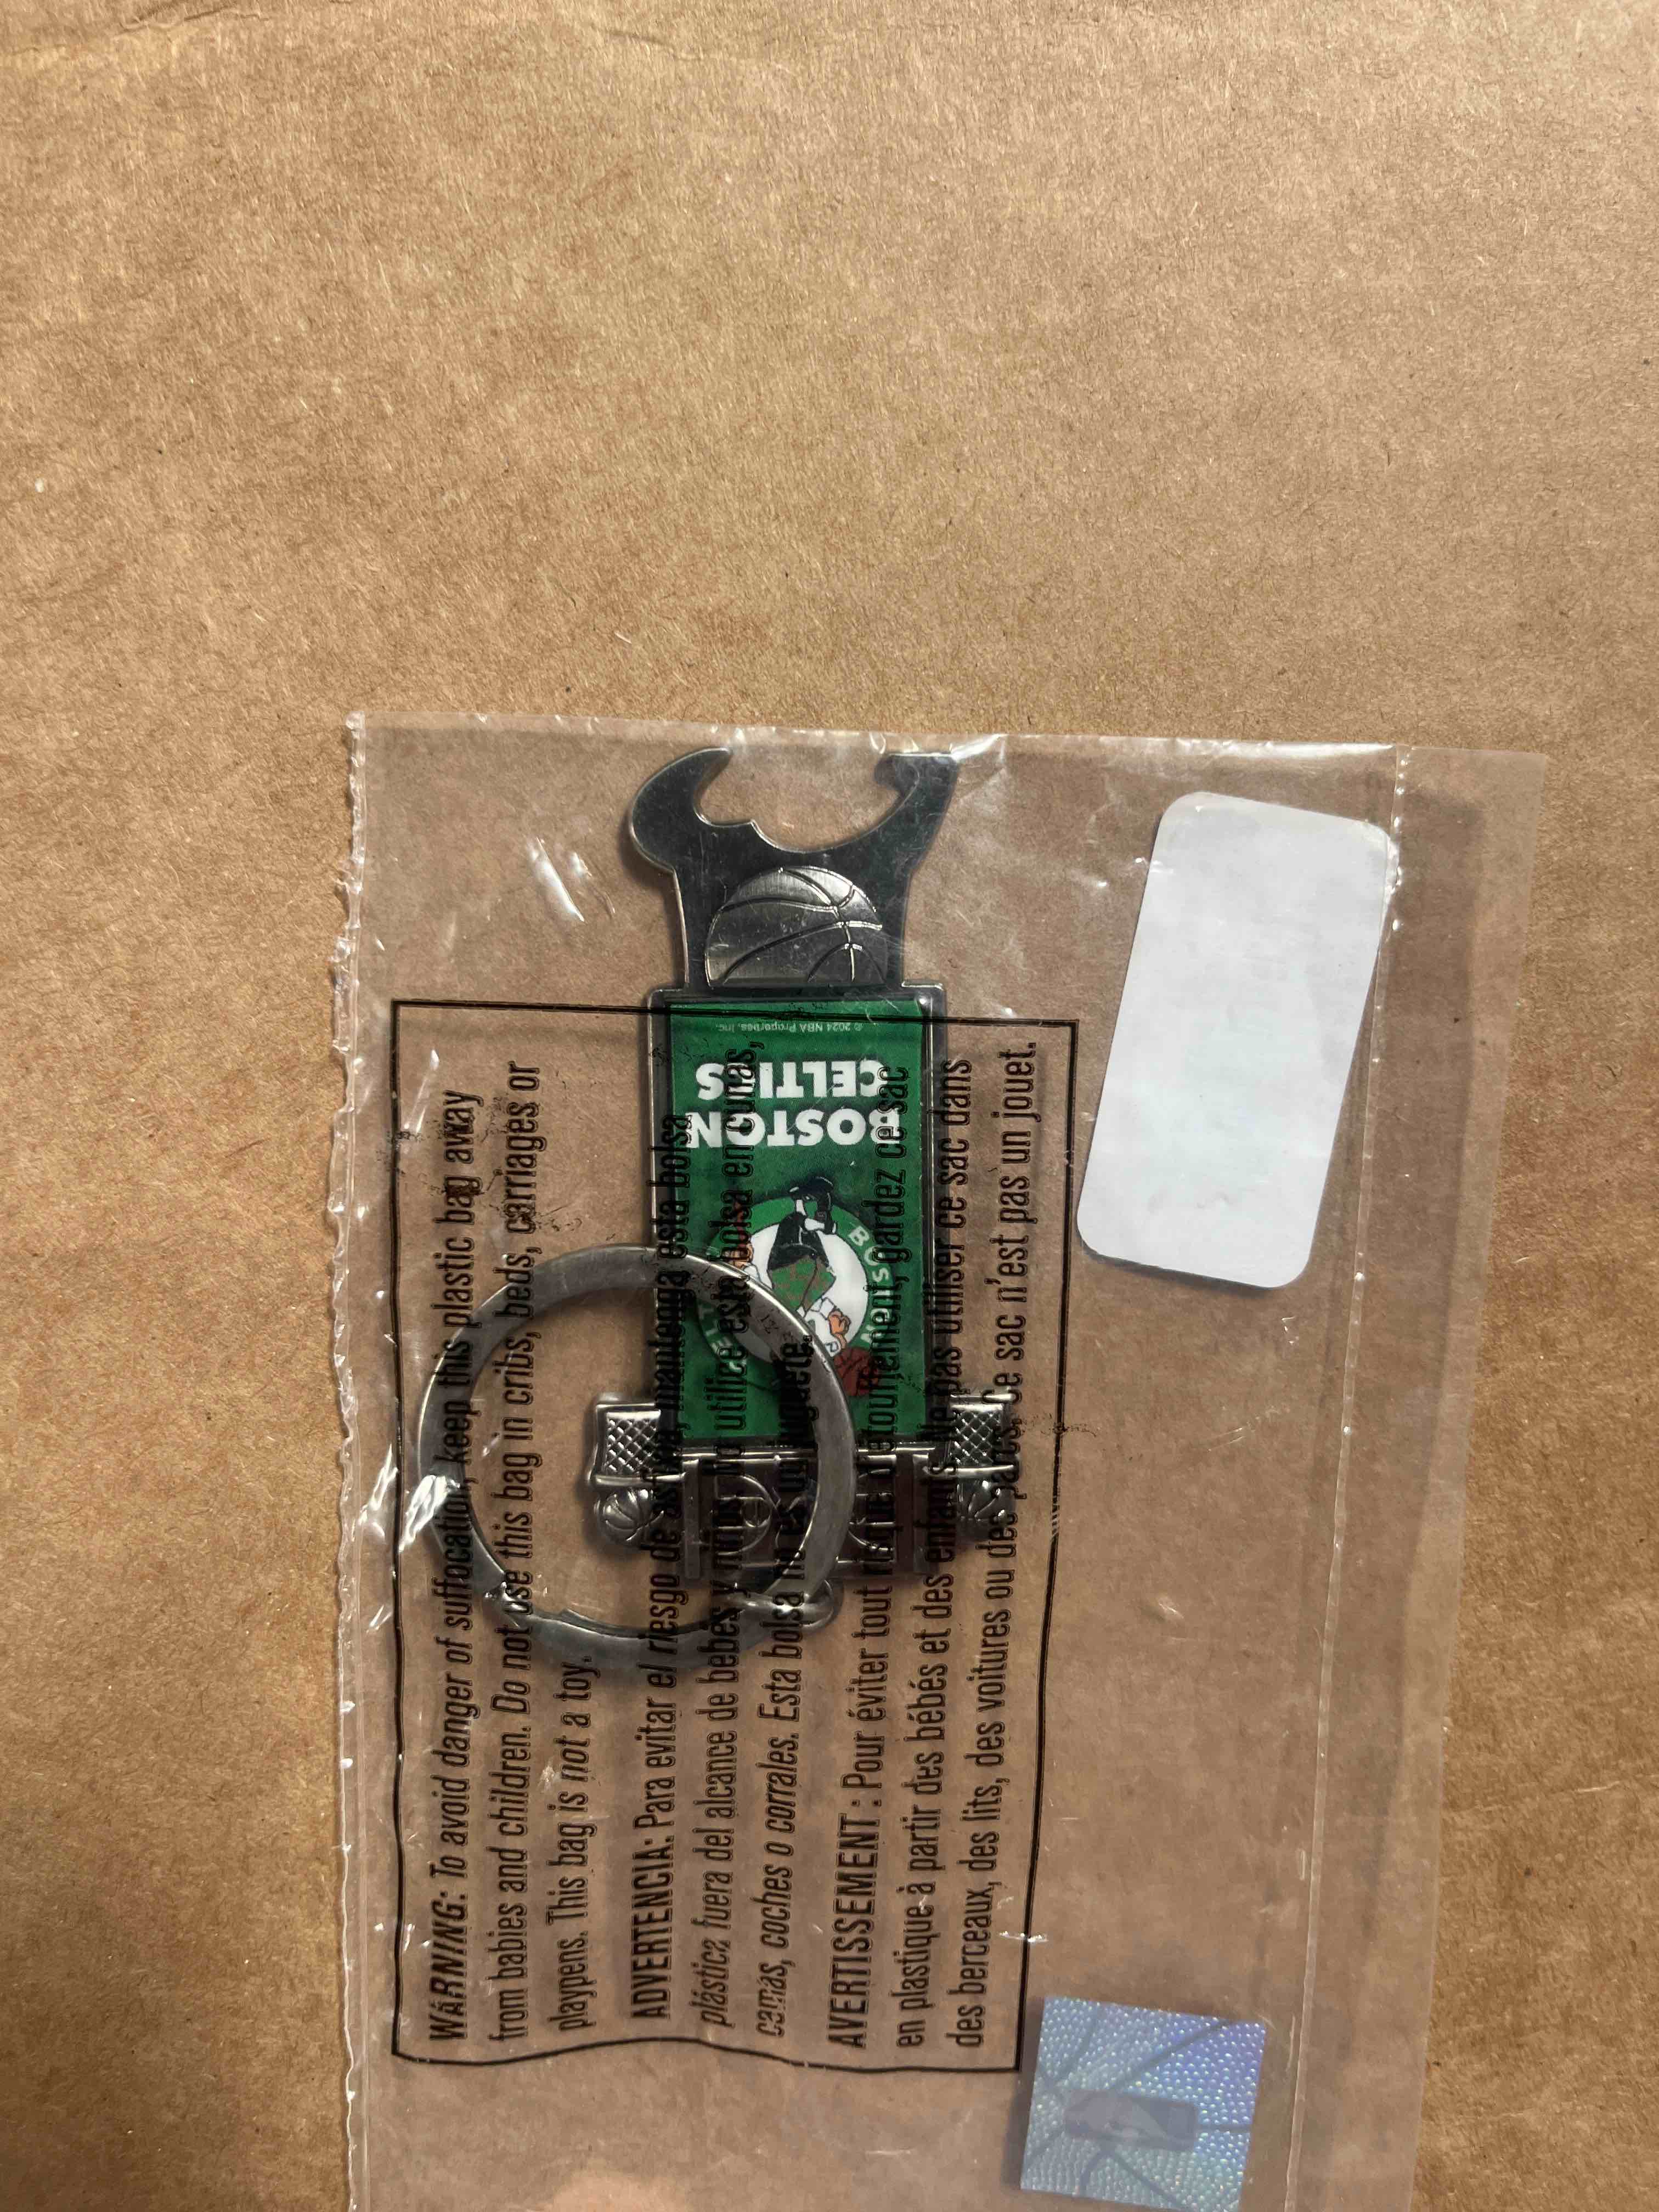 WARNING: To avoid danger of suffocation, keep this plastic bag away
from babies and children. Do not use this bag in cribs, beds, carriages or
playpens. This bag is not a toy.
ADVERTENCIA: Para evitar el riesgo de asfixia, mantenga esta bolsa
plástica fuera del alcance de bebés y niños. No utilice esta bolsa en cunas,
camas, coches o corrales. Esta bolsa no es un juguete.
AVERTISSEMENT : Pour éviter tout risque d'étouffement, gardez ce sac
en plastique à partir des bébés et des enfants. Ne pas utiliser ce sac dans
des berceaux, des lits, des voitures ou des parcs. Ce sac n'est pas un jouet.
BOSTON
CELTICS
© 2024 NBA Properties, Inc.